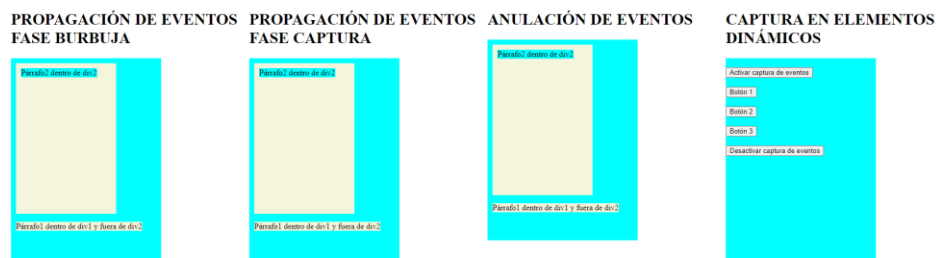 PROPAGACIÓN DE EVENTOS
FASE BURBUJA
Párrafo2 dentro de div2
Párrafo1 dentro de div1 y fuera de div2
PROPAGACIÓN DE EVENTOS
FASE CAPTURA
Párrafo2 dentro de div2
Párrafo1 dentro de div1 y fuera de div2
ANULACIÓN DE EVENTOS
Párrafo2 dentro de div2
Párrafo1 dentro de div1 y fuera de div2
CAPTURA EN ELEMENTOS
DINÁMICOS
Activar captura de eventos
Botón 1
Botón 2
Botón 3
Desactivar captura de eventos